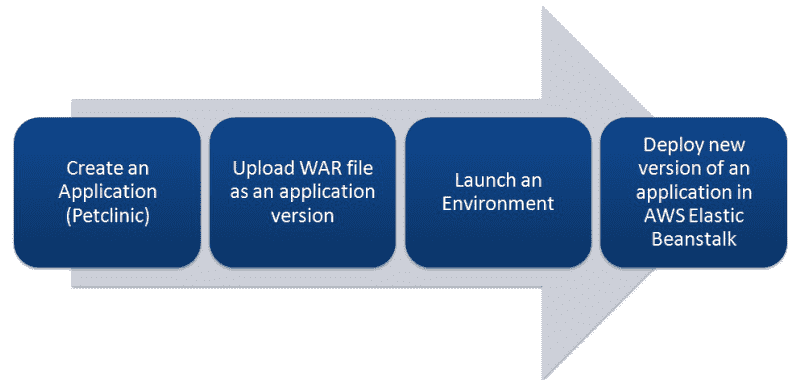 Create an
Application
(Petclinic)
Upload WAR file
as an application
version
Launch an
Environment
Deploy new
version of an
application in
AWS Elastic
Beanstalk